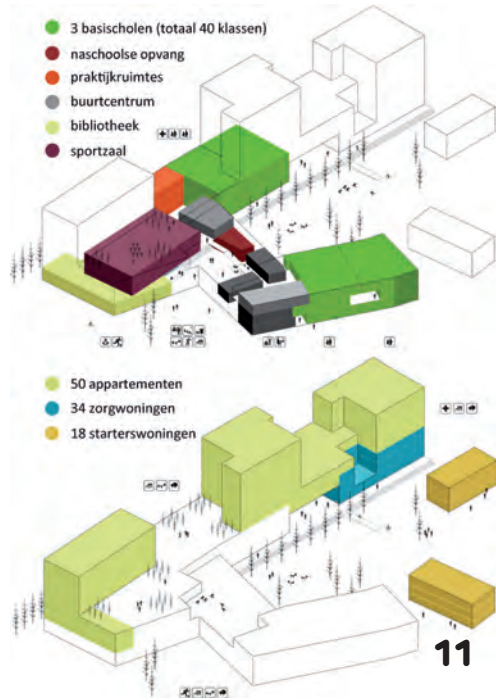 3 basischolen (totaal 40 klassen)
naschoolse opvang
praktijkruimtes
buurtcentrum
bibliotheek
sportzaal
50 appartementen
34 zorgwoningen
18 starterswoningen
11